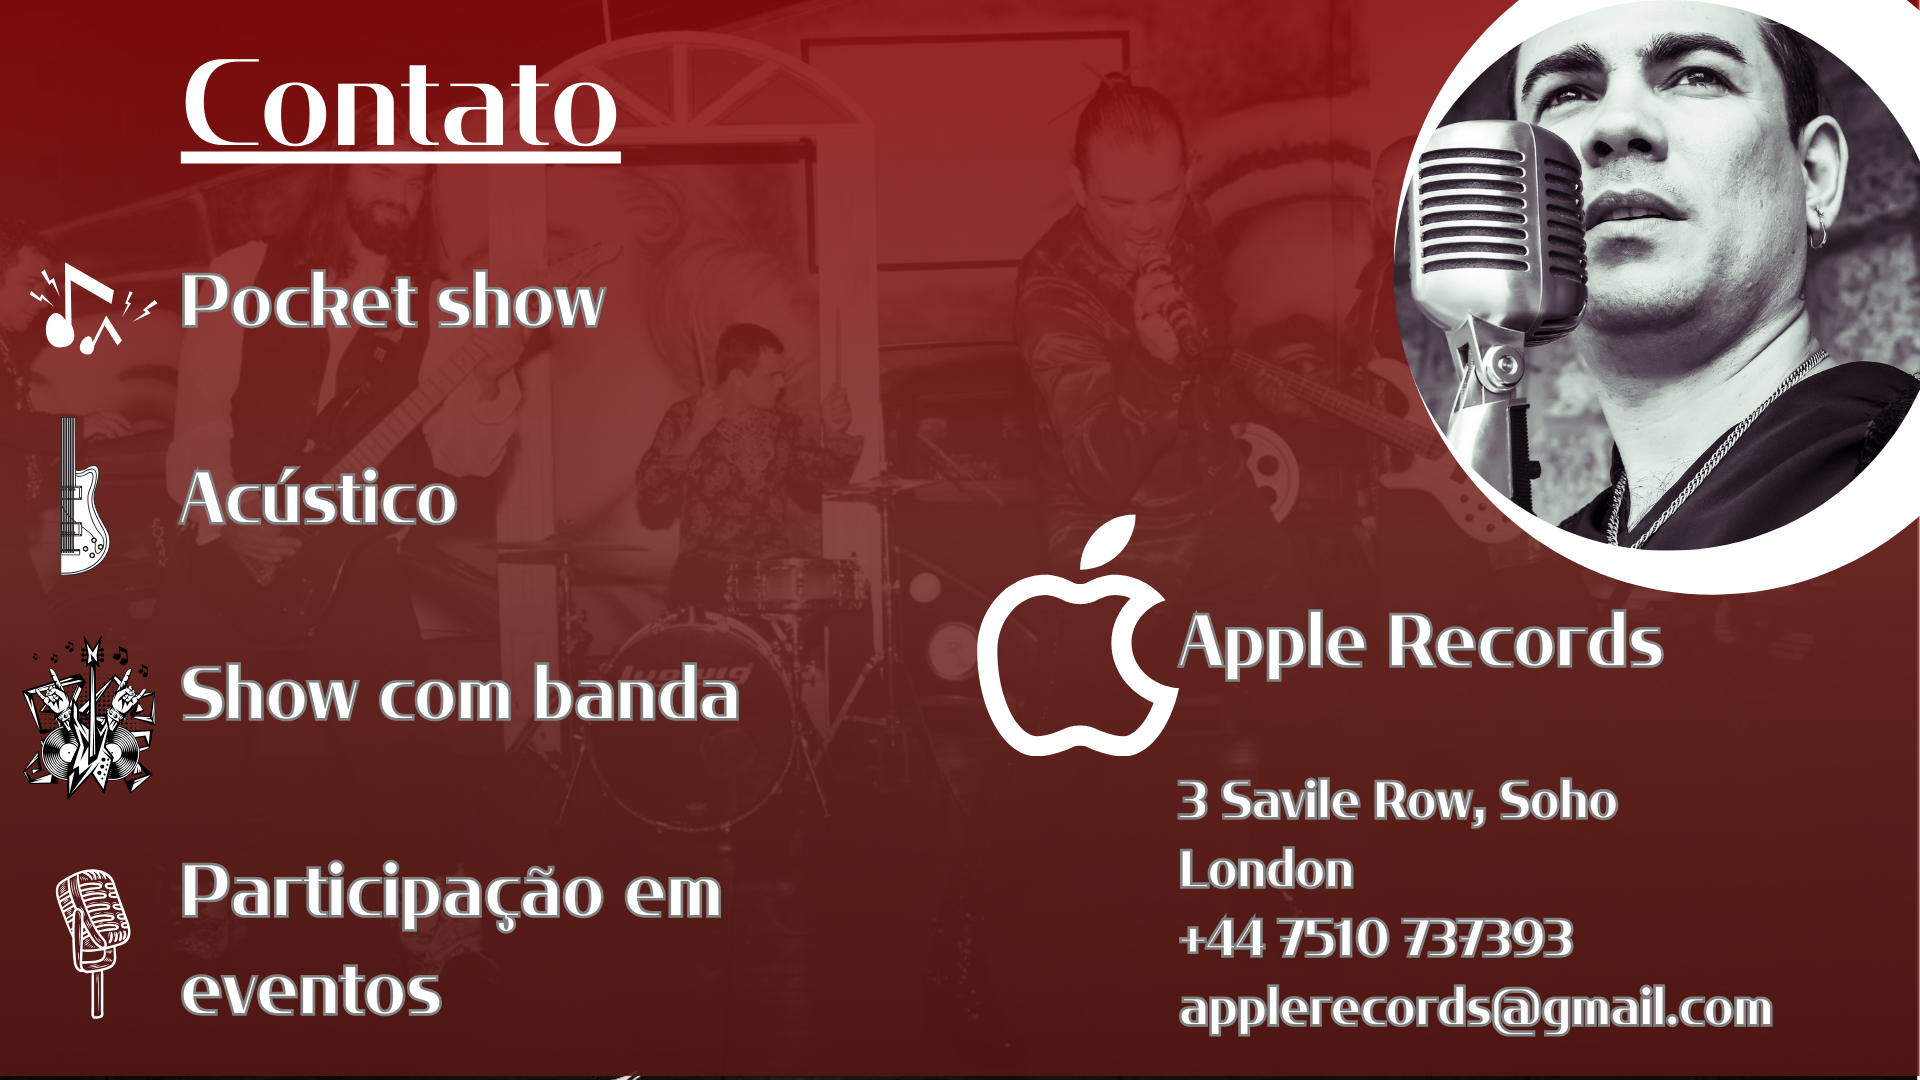 Contato
Pocket show
Acústico
Show com banda
Participação em
eventos
Apple Records
3 Savile Row, Soho
London
+44 7510 737393
applerecords@gmail.com
Ludwig